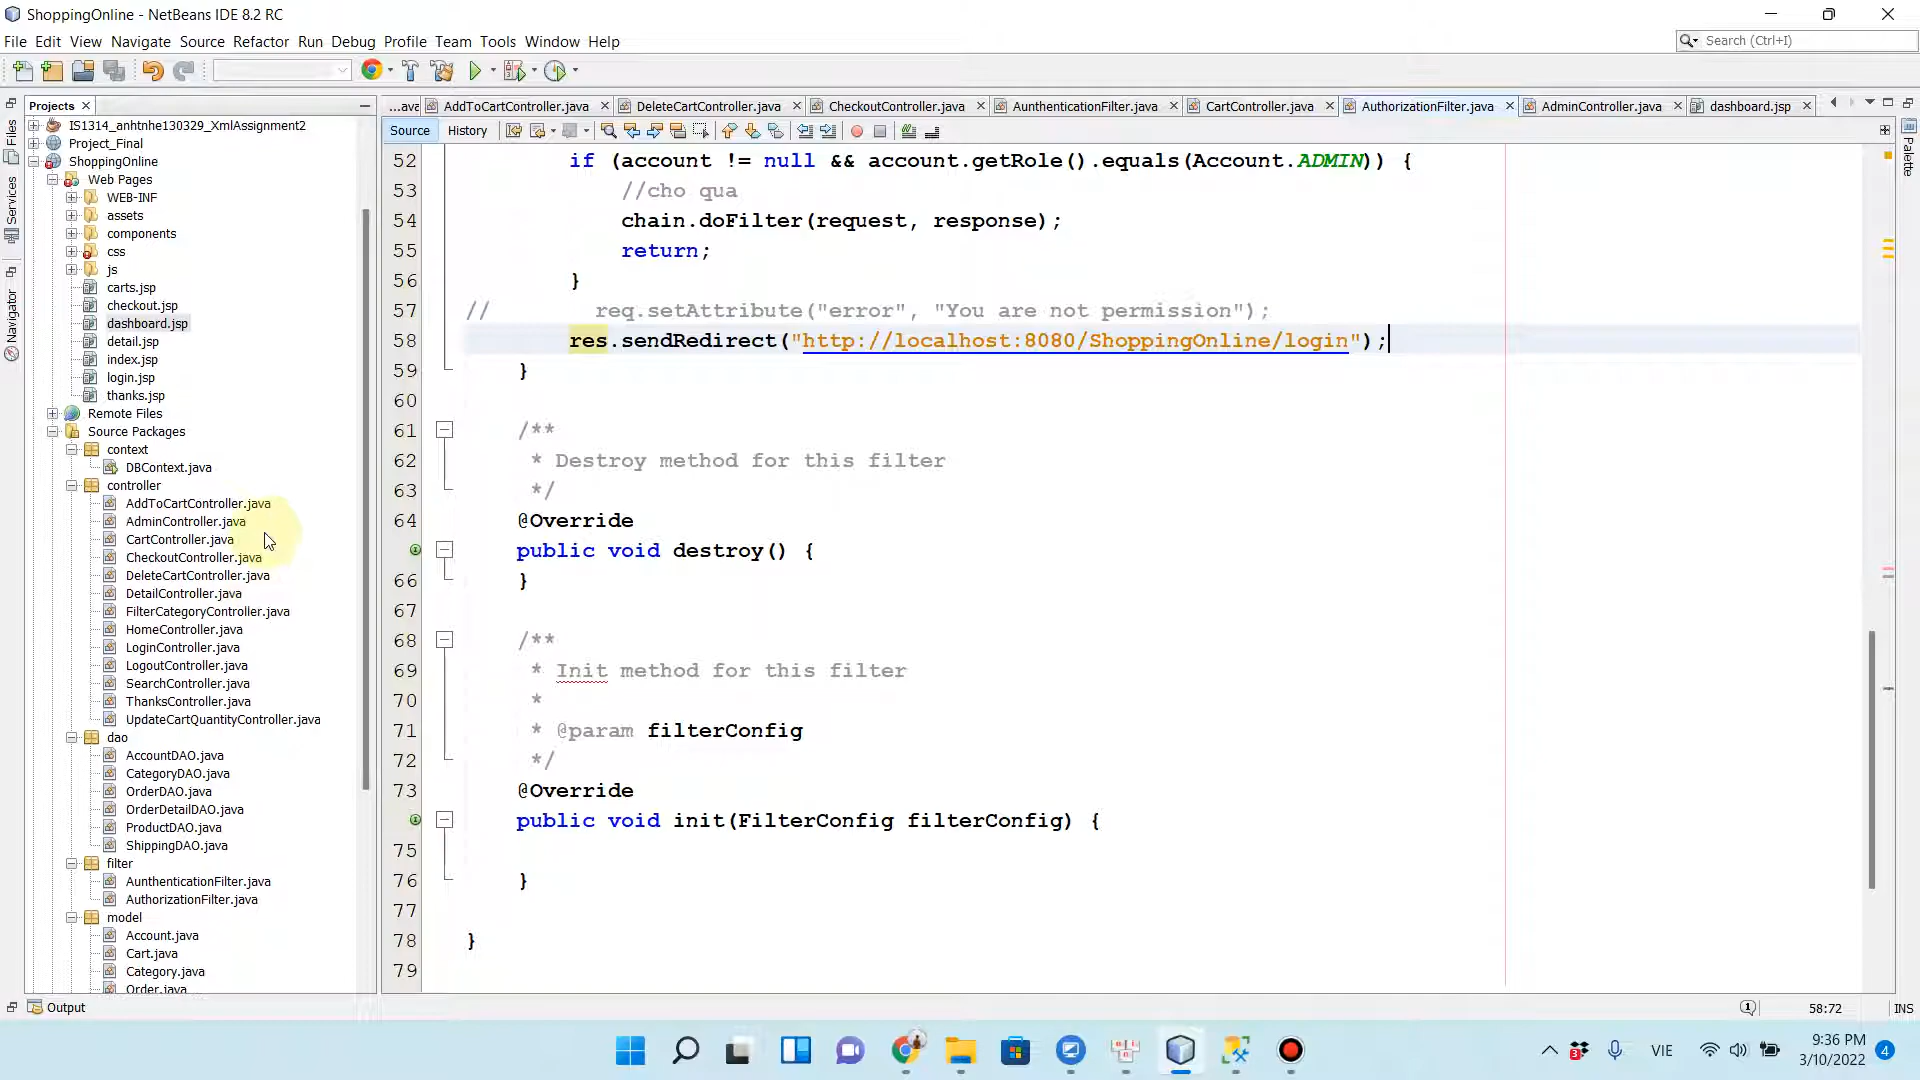 ShoppingOnline - NetBeans IDE 8.2 RC
File Edit View Navigate Source Refactor Run Debug Profile Team Tools Window Help
Search (Ctrl+I)
Projects
...ava AddToCartController.java DeleteCartController.java CheckoutController.java AunthenticationFilter.java CartController.java AuthorizationFilter.java AdminController.java dashboard.jsp
Source History
Files
Services
Navigator
Palette
IS1314_anhtnhe130329_XmlAssignment2
Project_Final
ShoppingOnline
Web Pages
WEB-INF
assets
components
css
js
carts.jsp
checkout.jsp
dashboard.jsp
detail.jsp
index.jsp
login.jsp
thanks.jsp
Remote Files
Source Packages
context
DBContext.java
controller
AddToCartController.java
AdminController.java
CartController.java
CheckoutController.java
DeleteCartController.java
DetailController.java
FilterCategoryController.java
HomeController.java
LoginController.java
LogoutController.java
SearchController.java
ThanksController.java
UpdateCartQuantityController.java
dao
AccountDAO.java
CategoryDAO.java
OrderDAO.java
OrderDetailDAO.java
ProductDAO.java
ShippingDAO.java
filter
AunthenticationFilter.java
AuthorizationFilter.java
model
Account.java
Cart.java
Category.java
Order.java
52 if (account != null && account.getRole().equals(Account.ADMIN)) {
53 //cho qua
54 chain.doFilter(request, response);
55 return;
56 }
57 // req.setAttribute("error", "You are not permission");
58 res.sendRedirect("http://localhost:8080/ShoppingOnline/login");
59 }
60
61 /**
62 * Destroy method for this filter
63 */
64 @Override
public void destroy() {
66 }
67
68 /**
69 * Init method for this filter
70 *
71 * @param filterConfig
72 */
73 @Override
public void init(FilterConfig filterConfig) {
75
76 }
77
78 }
79
Output
1 58:72 INS
3 VIE 9:36 PM
3/10/2022 4